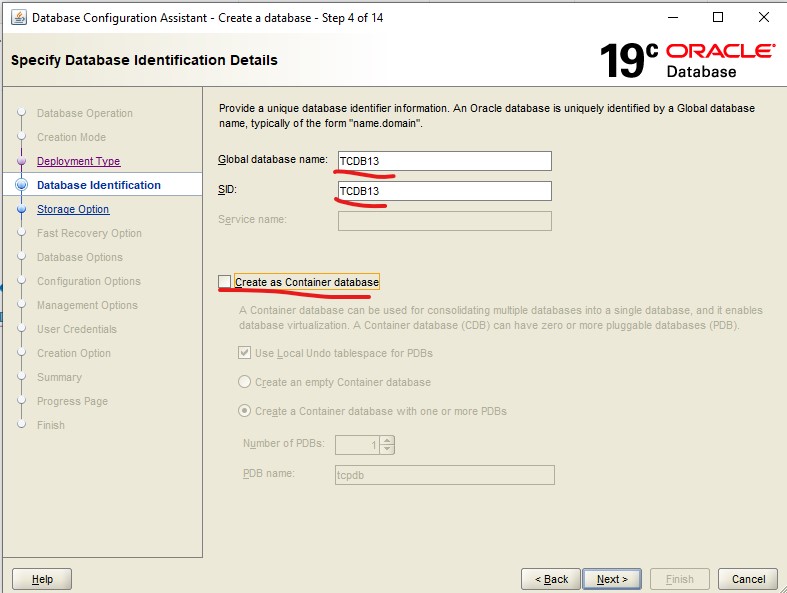 Database Configuration Assistant - Create a database - Step 4 of 14
Specify Database Identification Details
19c ORACLE
Database
Database Operation
Creation Mode
Deployment Type
Database Identification
Storage Option
Fast Recovery Option
Database Options
Configuration Options
Management Options
User Credentials
Creation Option
Summary
Progress Page
Finish
Provide a unique database identifier information. An Oracle database is uniquely identified by a Global database
name, typically of the form "name.domain".
Global database name: TCDB13
SID: TCDB13
Service name:
Create as Container database
A Container database can be used for consolidating multiple databases into a single database, and it enables
database virtualization. A Container database (CDB) can have zero or more pluggable databases (PDB).
Use Local Undo tablespace for PDBs
Create an empty Container database
Create a Container database with one or more PDBs
Number of PDBs: 1
PDB name: tcpdb
Help
< Back
Next >
Finish
Cancel